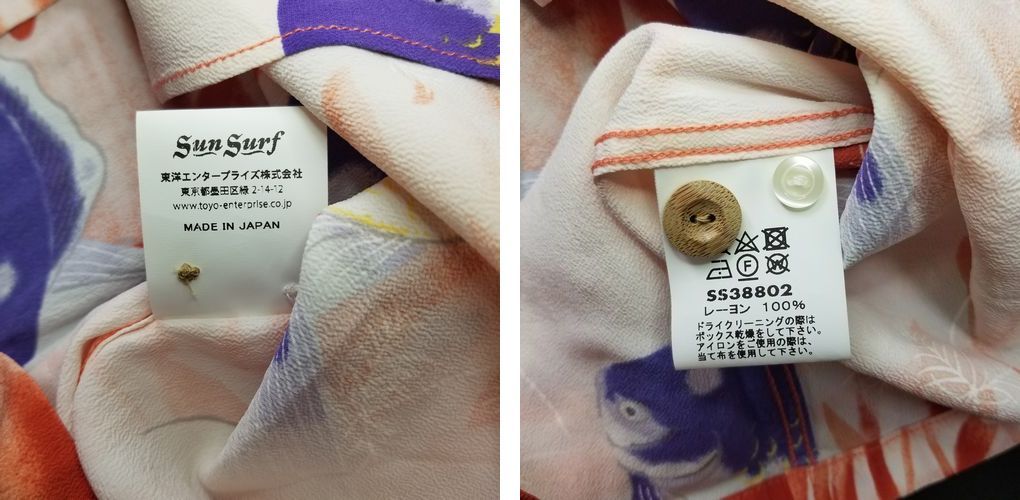 Sun Surf
東洋エンタープライズ株式会社
東京都墨田区緑 2-14-12
www.toyo-enterprise.co.jp
MADE IN JAPAN
F
W
SS38802
レーヨン 100%
ドライクリーニングの際は
ボックス乾燥をして下さい。
アイロンをご使用の際は、
当て布を使用して下さい。